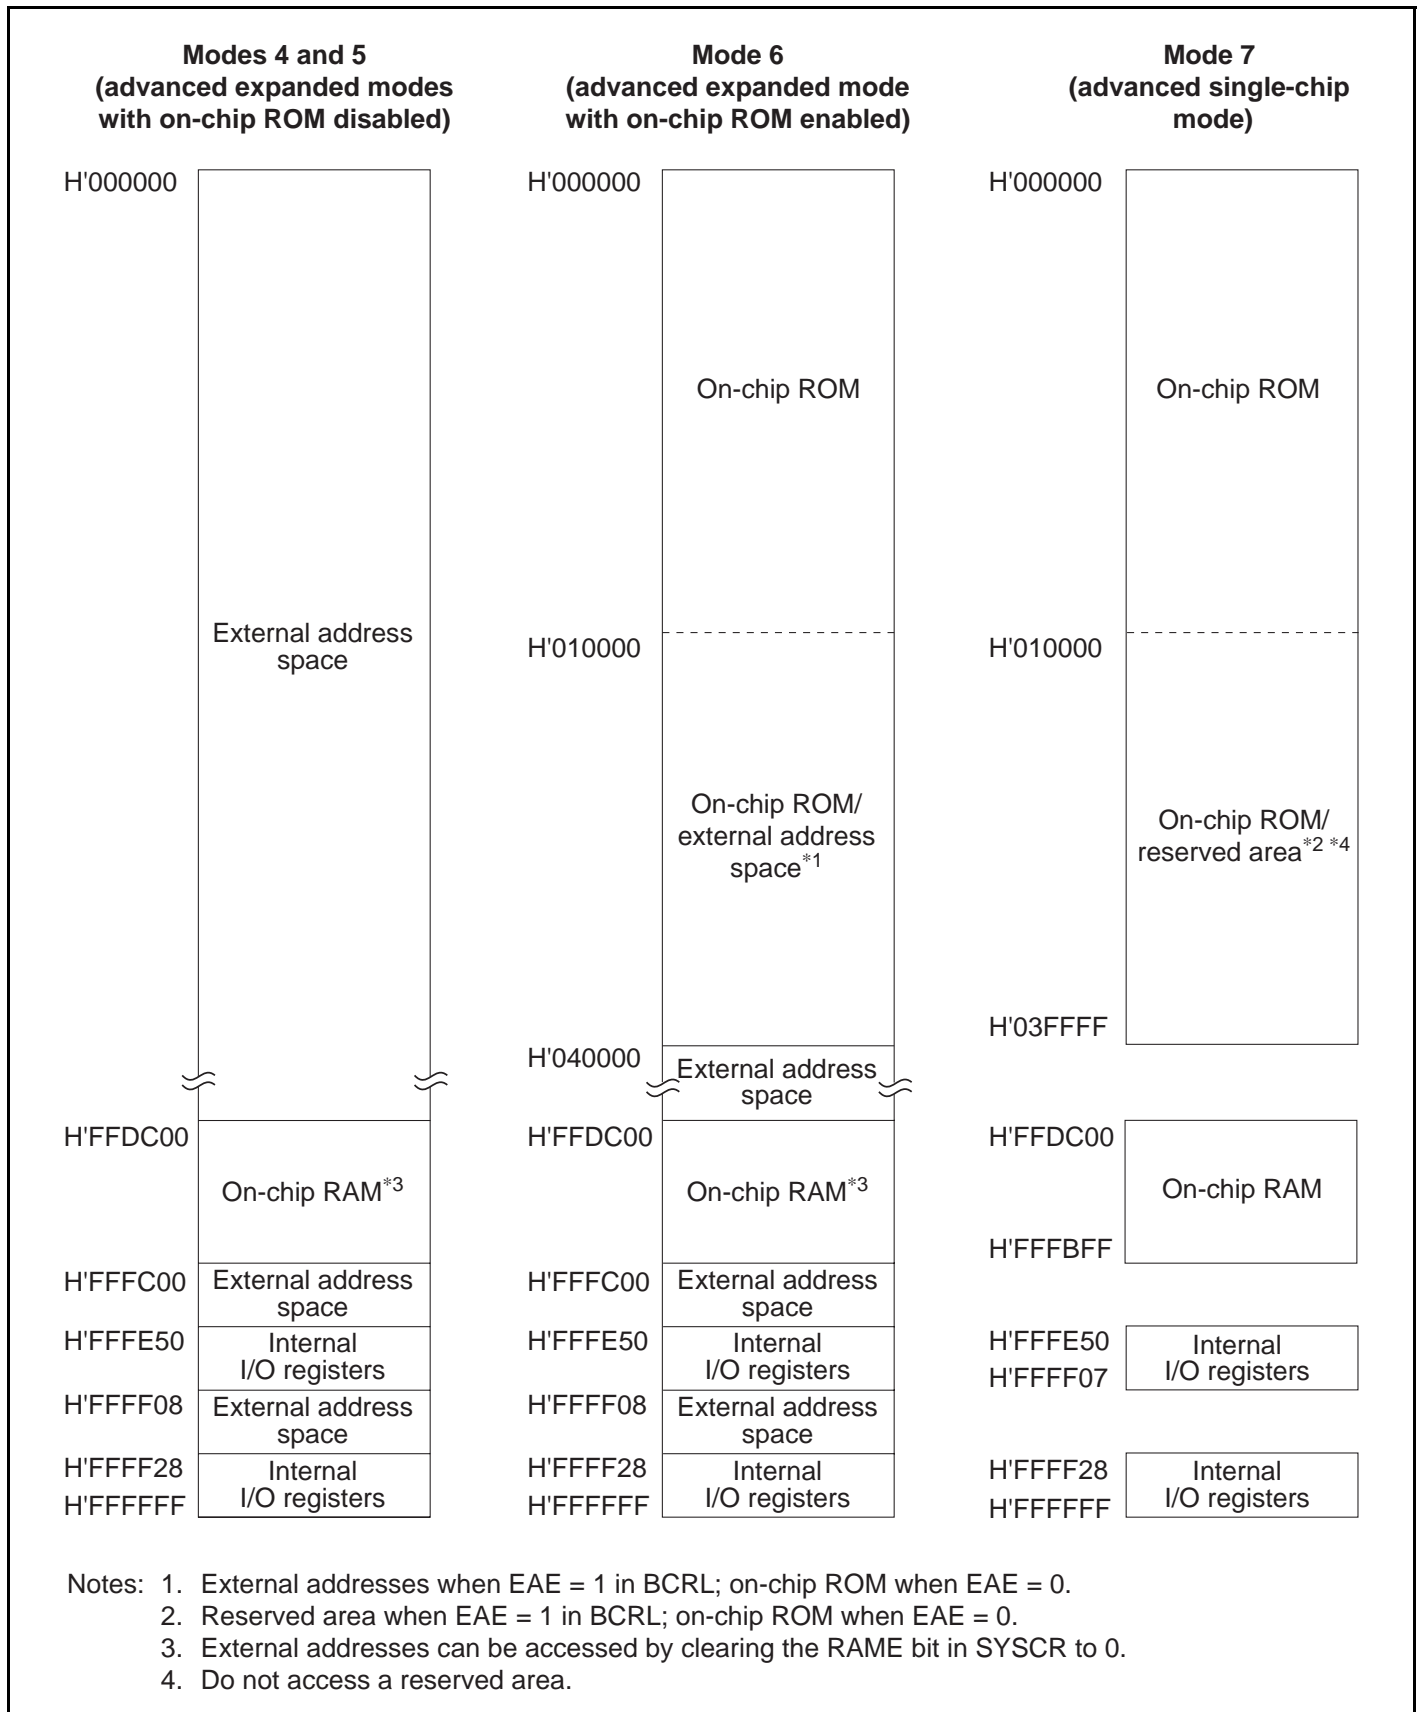 Modes 4 and 5
(advanced expanded modes
with on-chip ROM disabled)
H'000000
External address
space
H'FFDC00
On-chip RAM*3
H'FFFC00
External address
space
H'FFFE50
Internal
I/O registers
H'FFFF08
External address
space
H'FFFF28
Internal
I/O registers
H'FFFFFF
Mode 6
(advanced expanded mode
with on-chip ROM enabled)
H'000000
On-chip ROM
H'010000
On-chip ROM/
external address
space*1
H'040000
External address
space
H'FFDC00
On-chip RAM*3
H'FFFC00
External address
space
H'FFFE50
Internal
I/O registers
H'FFFF08
External address
space
H'FFFF28
Internal
I/O registers
H'FFFFFF
Mode 7
(advanced single-chip
mode)
H'000000
On-chip ROM
H'010000
On-chip ROM/
reserved area*2 *4
H'03FFFF
H'FFDC00
On-chip RAM
H'FFFBFF
H'FFFE50
Internal
I/O registers
H'FFFF07
H'FFFF28
Internal
I/O registers
H'FFFFFF
Notes: 1. External addresses when EAE = 1 in BCRL; on-chip ROM when EAE = 0.
2. Reserved area when EAE = 1 in BCRL; on-chip ROM when EAE = 0.
3. External addresses can be accessed by clearing the RAME bit in SYSCR to 0.
4. Do not access a reserved area.